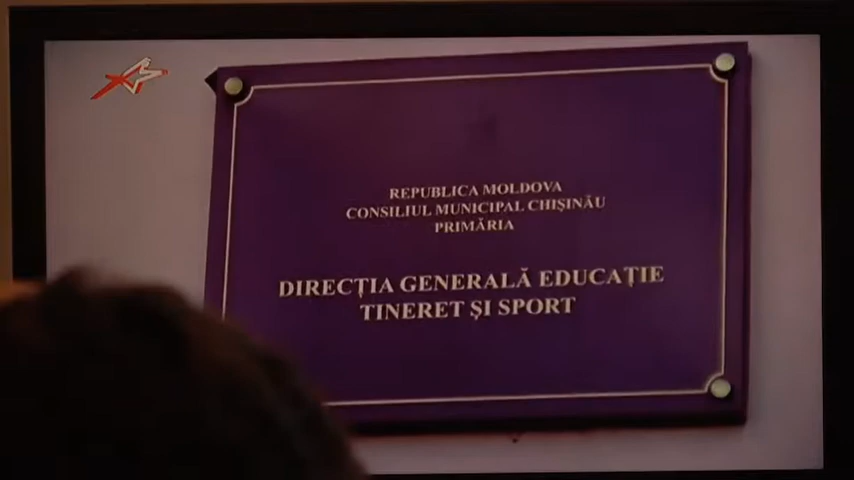 REPUBLICA MOLDOVA
CONSILIUL MUNICIPAL CHIȘINĂU
PRIMĂRIA
DIRECȚIA GENERALĂ EDUCAȚIE
TINERET ȘI SPORT